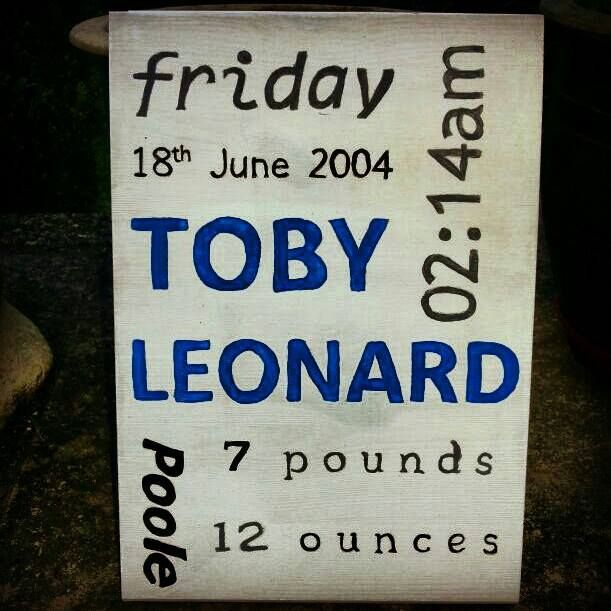 friday
18th June 2004
02:14am
TOBY
LEONARD
Poole
7 pounds
12 ounces